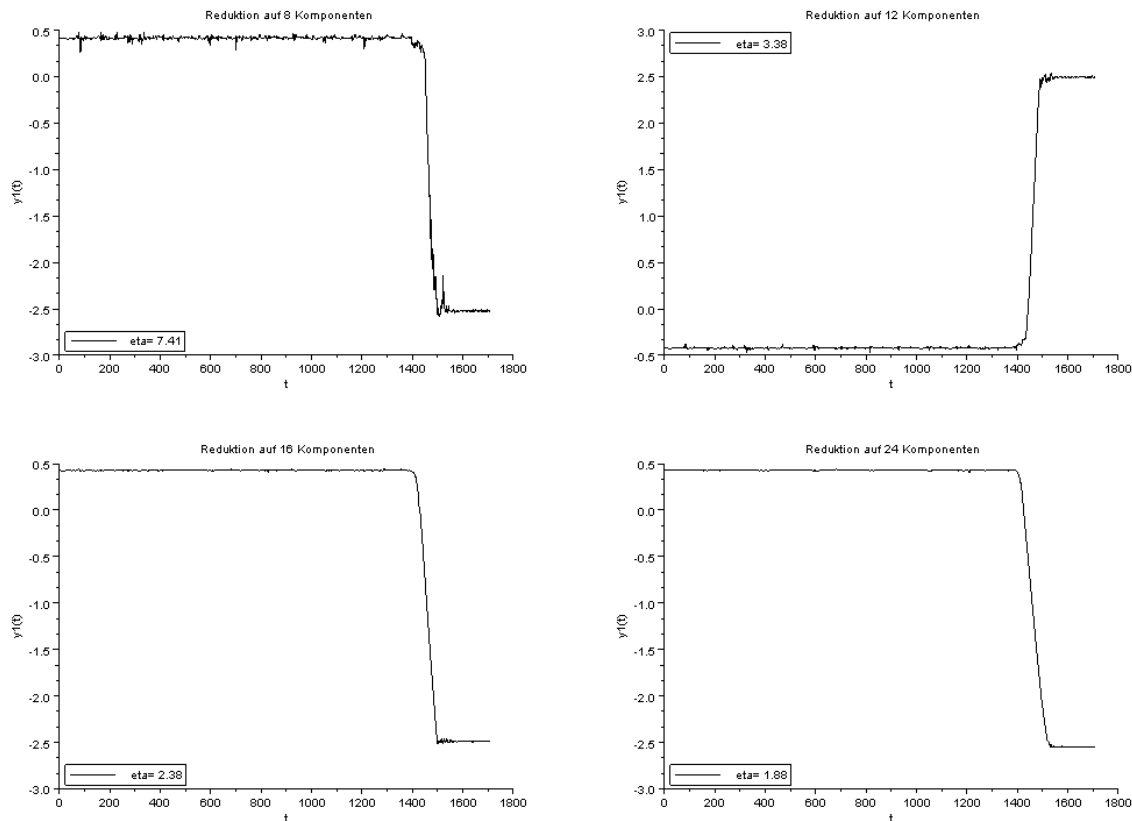 Reduktion auf 8 Komponenten
0.5
0.0
-0.5
-1.0
-1.5
-2.0
-2.5
-3.0
y1(t)
eta= 7.41
0 200 400 600 800 1000 1200 1400 1600 1800
t
Reduktion auf 12 Komponenten
3.0
2.5
2.0
1.5
1.0
0.5
0.0
-0.5
y1(t)
eta= 3.38
0 200 400 600 800 1000 1200 1400 1600 1800
t
Reduktion auf 16 Komponenten
0.5
0.0
-0.5
-1.0
-1.5
-2.0
-2.5
-3.0
y1(t)
eta= 2.38
0 200 400 600 800 1000 1200 1400 1600 1800
t
Reduktion auf 24 Komponenten
0.5
0.0
-0.5
-1.0
-1.5
-2.0
-2.5
-3.0
y1(t)
eta= 1.88
0 200 400 600 800 1000 1200 1400 1600 1800
t